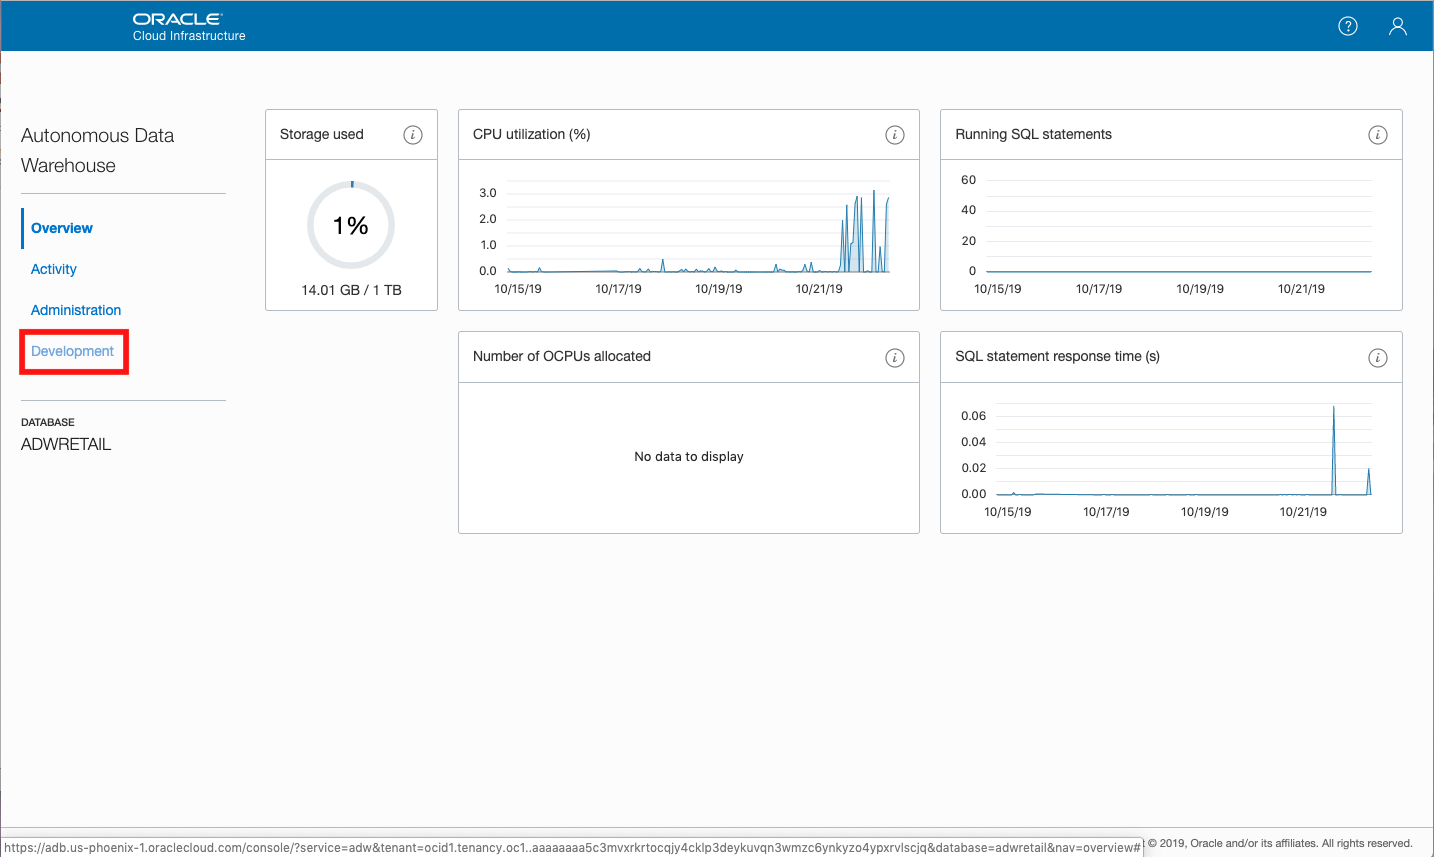 ORACLE
Cloud Infrastructure
Autonomous Data
Warehouse
Overview
Activity
Administration
Development
DATABASE
ADWRETAIL
Storage used
1%
14.01 GB / 1 TB
CPU utilization (%)
3.0
2.0
1.0
0.0
10/15/19 10/17/19 10/19/19 10/21/19
Running SQL statements
60
40
20
0
10/15/19 10/17/19 10/19/19 10/21/19
Number of OCPUs allocated
No data to display
SQL statement response time (s)
0.06
0.04
0.02
0.00
10/15/19 10/17/19 10/19/19 10/21/19
https://adb.us-phoenix-1.oraclecloud.com/console/?service=adw&tenant=ocid1.tenancy.oc1..aaaaaaaa5c3mvxrkrtocqjy4cklp3deykuvqn3wmzc6ynkyzo4ypxrvlscjq&database=adwretail&nav=overview#
© 2019, Oracle and/or its affiliates. All rights reserved.